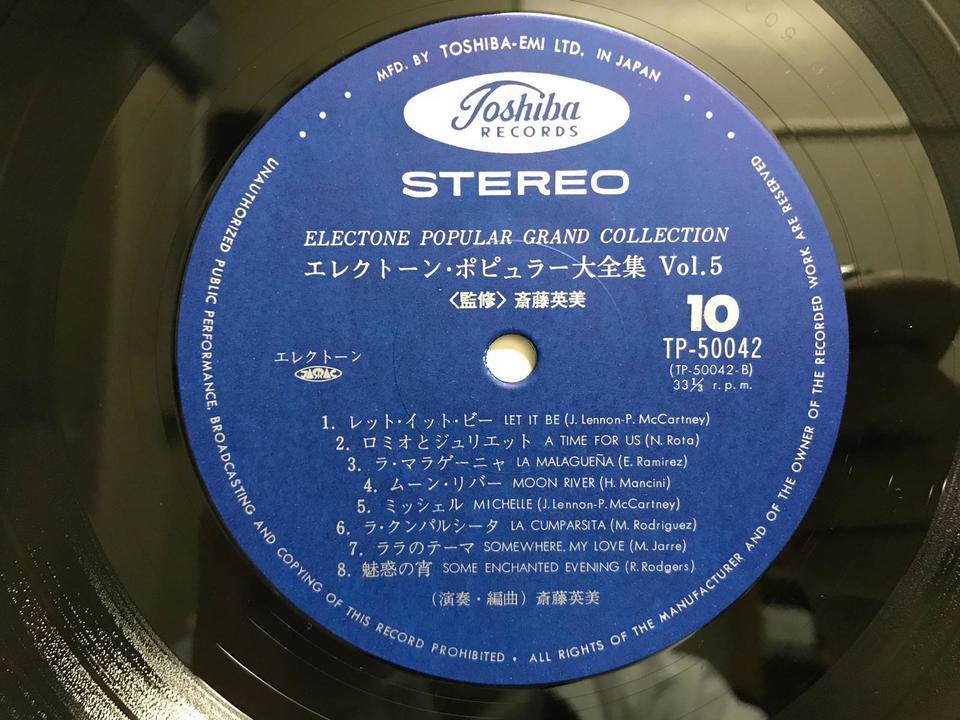 MFD. BY TOSHIBA-EMI LTD. IN JAPAN
Toshiba
RECORDS
STEREO
ELECTONE POPULAR GRAND COLLECTION
エレクトーン・ポピュラー大全集 Vol.5
〈監修〉斎藤英美
10
TP-50042
(TP-50042-B)
33⅓ r.p.m.
エレクトーン
JASRAC
1. レット・イット・ビー LET IT BE (J. Lennon-P. McCartney)
2. ロミオとジュリエット A TIME FOR US (N. Rota)
3. ラ・マラゲーニャ LA MALAGUEÑA (E. Ramirez)
4. ムーン・リバー MOON RIVER (H. Mancini)
5. ミッシェル MICHELLE (J. Lennon-P. McCartney)
6. ラ・クンパルシータ LA CUMPARSITA (M. Rodriguez)
7. ララのテーマ SOMEWHERE, MY LOVE (M. Jarre)
8. 魅惑の宵 SOME ENCHANTED EVENING (R. Rodgers)
(演奏・編曲) 斎藤英美
UNAUTHORIZED PUBLIC PERFORMANCE, BROADCASTING AND COPYING OF THIS RECORD PROHIBITED • ALL RIGHTS OF THE MANUFACTURER AND OF THE OWNER OF THE RECORDED WORK ARE RESERVED